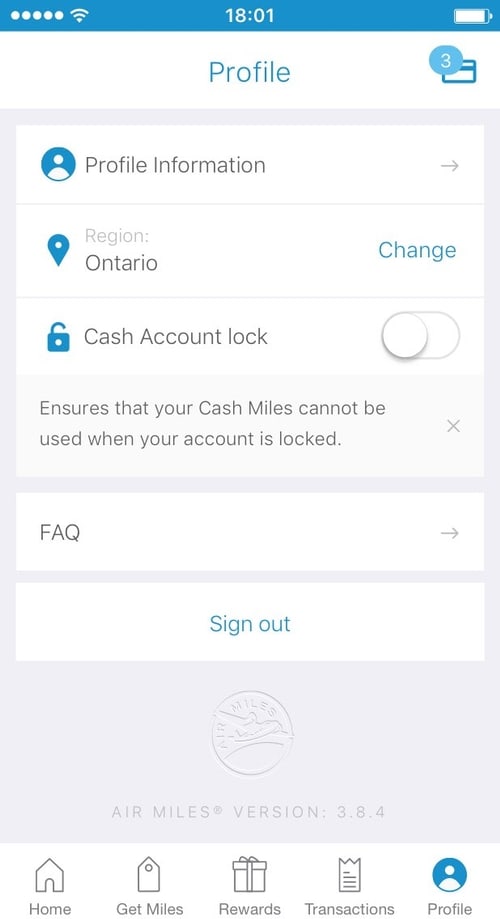 18:01
Profile
3
Profile Information
Region:
Ontario
Change
Cash Account lock
Ensures that your Cash Miles cannot be
used when your account is locked.
FAQ
Sign out
AIR MILES
AIR MILES® VERSION: 3.8.4
Home
Get Miles
Rewards
Transactions
Profile